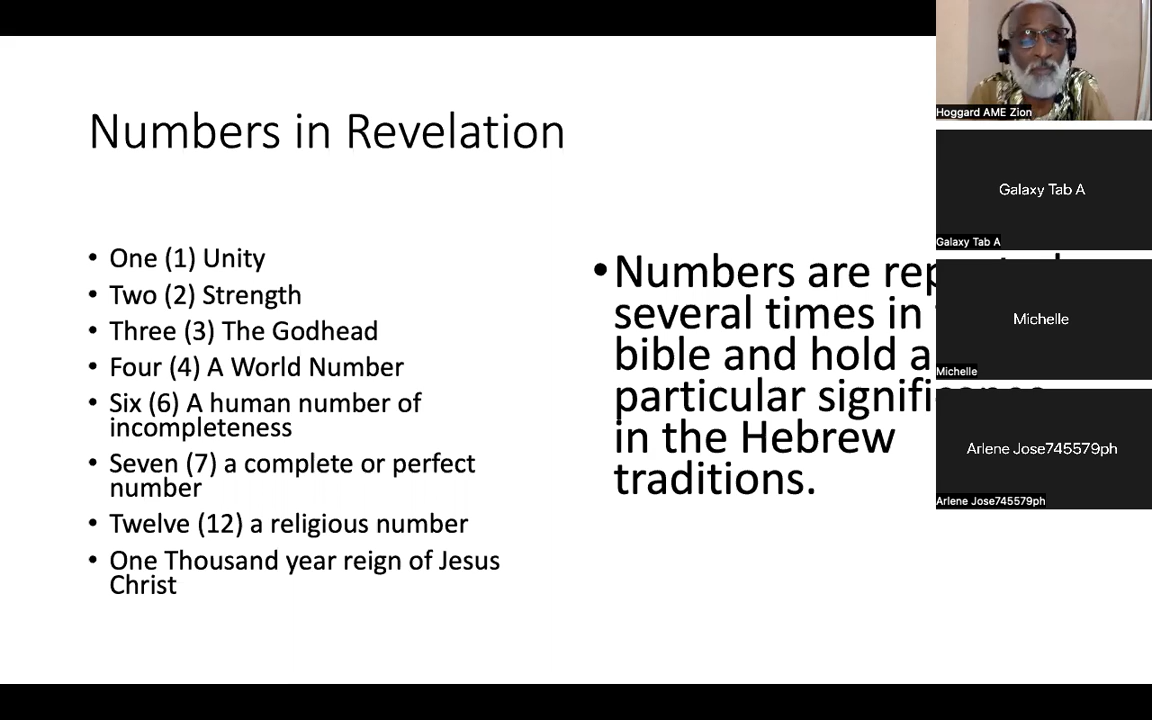 Numbers in Revelation
• One (1) Unity
• Two (2) Strength
• Three (3) The Godhead
• Four (4) A World Number
• Six (6) A human number of
incompleteness
• Seven (7) a complete or perfect
number
• Twelve (12) a religious number
• One Thousand year reign of Jesus
Christ
• Numbers are
several times in
bible and hold a
particular
in the Hebrew
traditions.
Hoggard AME Zion
Galaxy Tab A
Galaxy Tab A
Michelle
Michelle
Arlene Jose745579ph
Arlene Jose745579ph